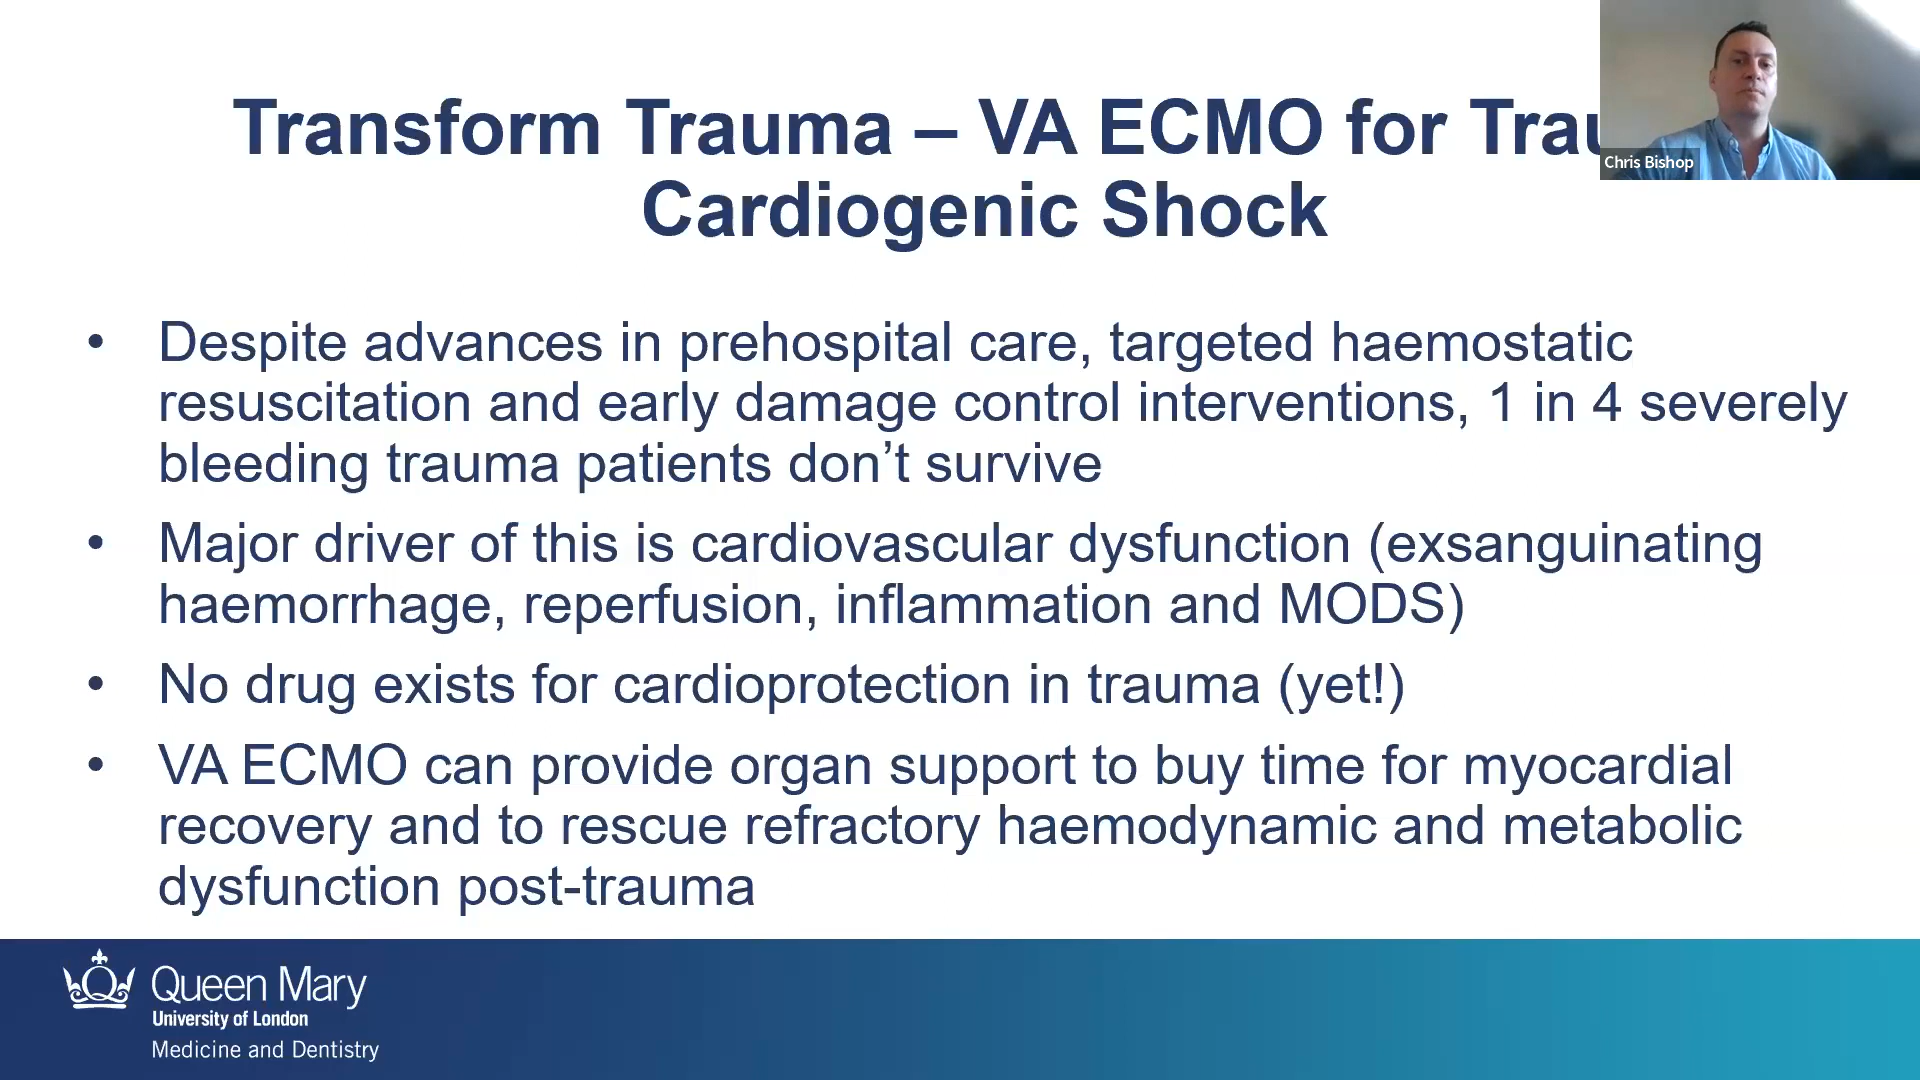 Transform Trauma – VA ECMO for
Cardiogenic Shock
Chris Bishop
• Despite advances in prehospital care, targeted haemostatic
resuscitation and early damage control interventions, 1 in 4 severely
bleeding trauma patients don’t survive
• Major driver of this is cardiovascular dysfunction (exsanguinating
haemorrhage, reperfusion, inflammation and MODS)
• No drug exists for cardioprotection in trauma (yet!)
• VA ECMO can provide organ support to buy time for myocardial
recovery and to rescue refractory haemodynamic and metabolic
dysfunction post-trauma
Queen Mary
University of London
Medicine and Dentistry